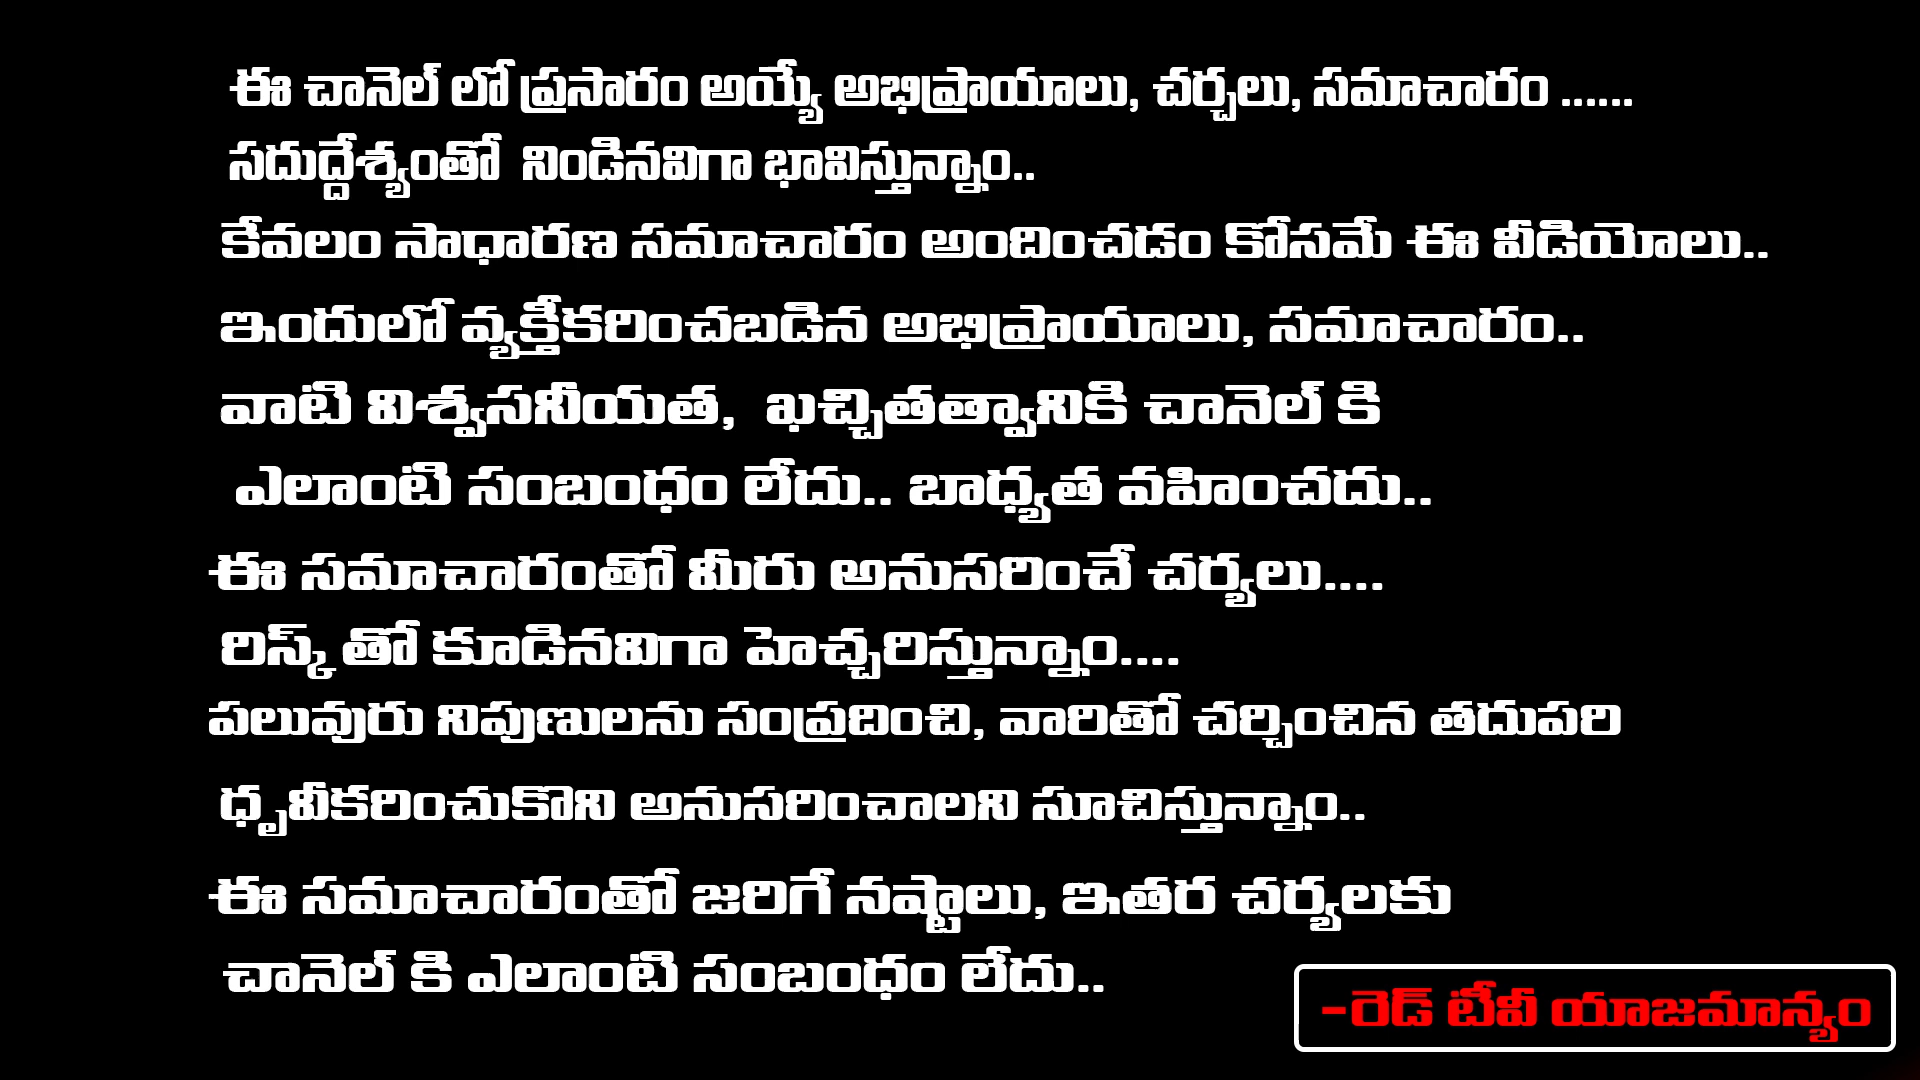 ఈ చానెల్ లో ప్రసారం అయ్యే అభిప్రాయాలు, చర్చలు, సమాచారం ......
సదుద్దేశ్యంతో నిండినవిగా భావిస్తున్నాం..
కేవలం సాధారణ సమాచారం అందించడం కోసమే ఈ వీడియోలు..
ఇందులో వ్యక్తీకరించబడిన అభిప్రాయాలు, సమాచారం..
వాటి విశ్వసనీయత, ఖచ్చితత్వానికి చానెల్ కి
ఎలాంటి సంబంధం లేదు.. బాధ్యత వహించదు..
ఈ సమాచారంతో మీరు అనుసరించే చర్యలు....
రిస్క్ తో కూడినవిగా హెచ్చరిస్తున్నాం....
పలువురు నిపుణులను సంప్రదించి, వారితో చర్చించిన తదుపరి
ధృవీకరించుకొని అనుసరించాలని సూచిస్తున్నాం..
ఈ సమాచారంతో జరిగే నష్టాలు, ఇతర చర్యలకు
చానెల్ కి ఎలాంటి సంబంధం లేదు..
-రెడ్ టీవీ యాజమాన్యం